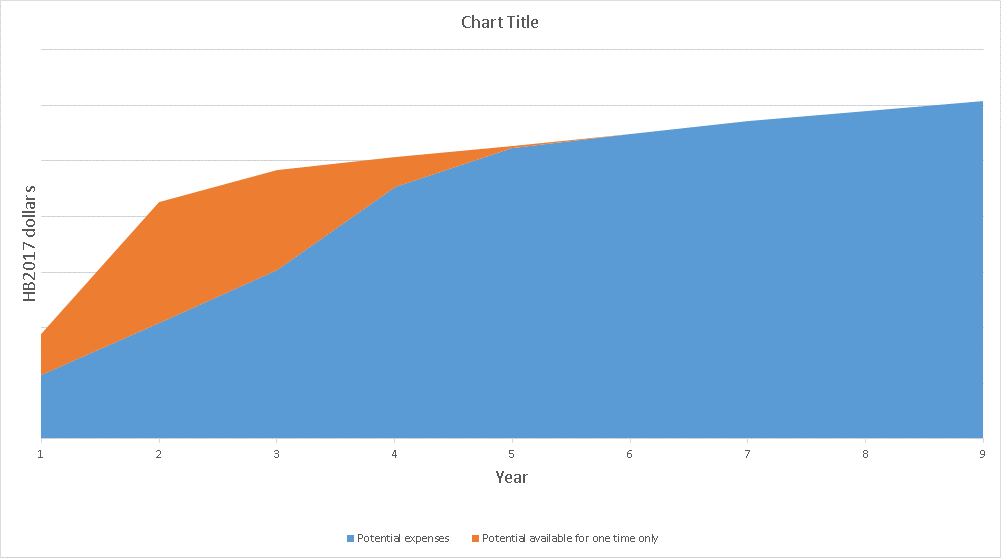 Chart Title
HB2017 dollars
1 2 3 4 5 6 7 8 9
Year
Potential expenses Potential available for one time only